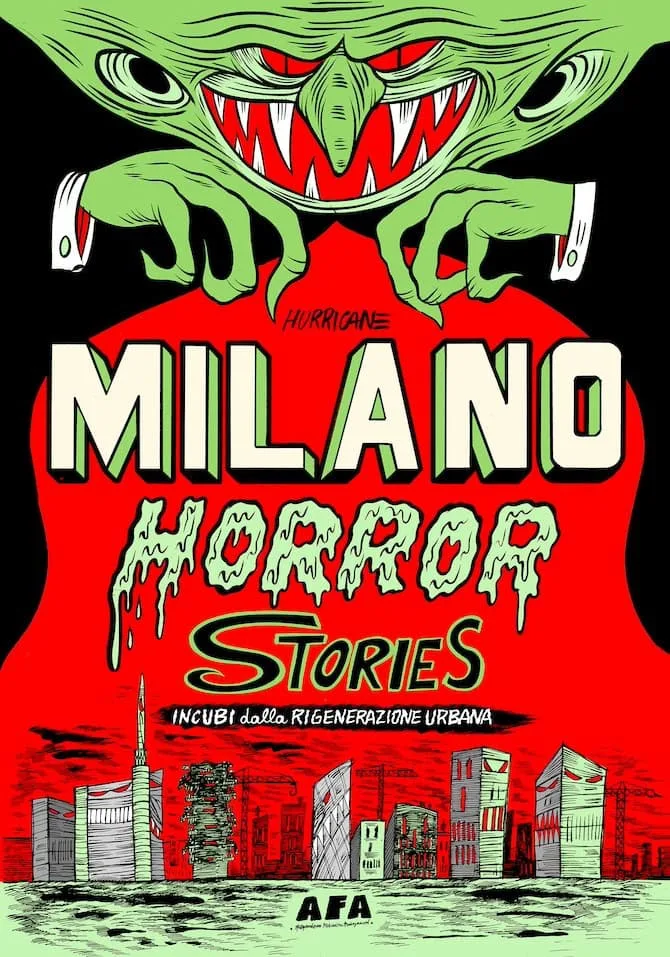 HURRICANE
MILANO
HORROR
STORIES
INCUBI dalla RIGENERAZIONE URBANA
AFA